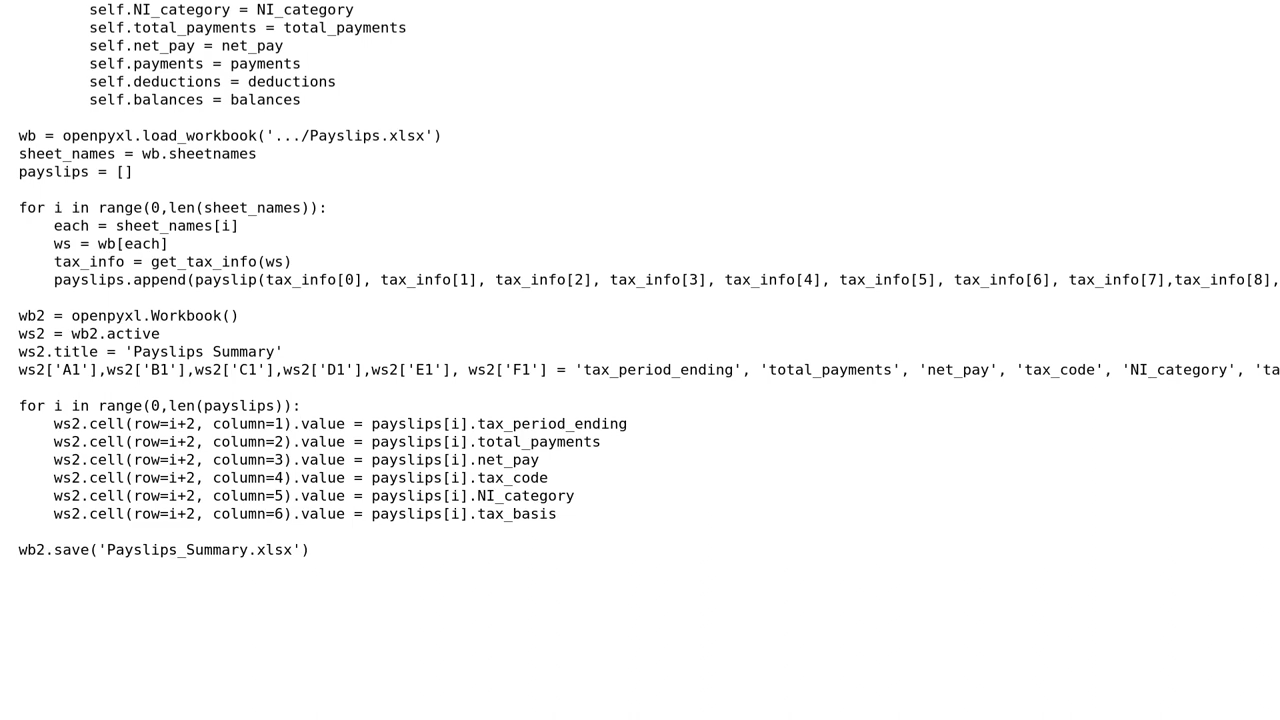 self.NI_category = NI_category
self.total_payments = total_payments
self.net_pay = net_pay
self.payments = payments
self.deductions = deductions
self.balances = balances
wb = openpyxl.load_workbook('.../Payslips.xlsx')
sheet_names = wb.sheetnames
payslips = []
for i in range(0,len(sheet_names)):
each = sheet_names[i]
ws = wb[each]
tax_info = get_tax_info(ws)
payslips.append(payslip(tax_info[0], tax_info[1], tax_info[2], tax_info[3], tax_info[4], tax_info[5], tax_info[6], tax_info[7],tax_info[8],
wb2 = openpyxl.Workbook()
ws2 = wb2.active
ws2.title = 'Payslips Summary'
ws2['A1'],ws2['B1'],ws2['C1'],ws2['D1'],ws2['E1'], ws2['F1'] = 'tax_period_ending', 'total_payments', 'net_pay', 'tax_code', 'NI_category', 'ta
for i in range(0,len(payslips)):
ws2.cell(row=i+2, column=1).value = payslips[i].tax_period_ending
ws2.cell(row=i+2, column=2).value = payslips[i].total_payments
ws2.cell(row=i+2, column=3).value = payslips[i].net_pay
ws2.cell(row=i+2, column=4).value = payslips[i].tax_code
ws2.cell(row=i+2, column=5).value = payslips[i].NI_category
ws2.cell(row=i+2, column=6).value = payslips[i].tax_basis
wb2.save('Payslips_Summary.xlsx')